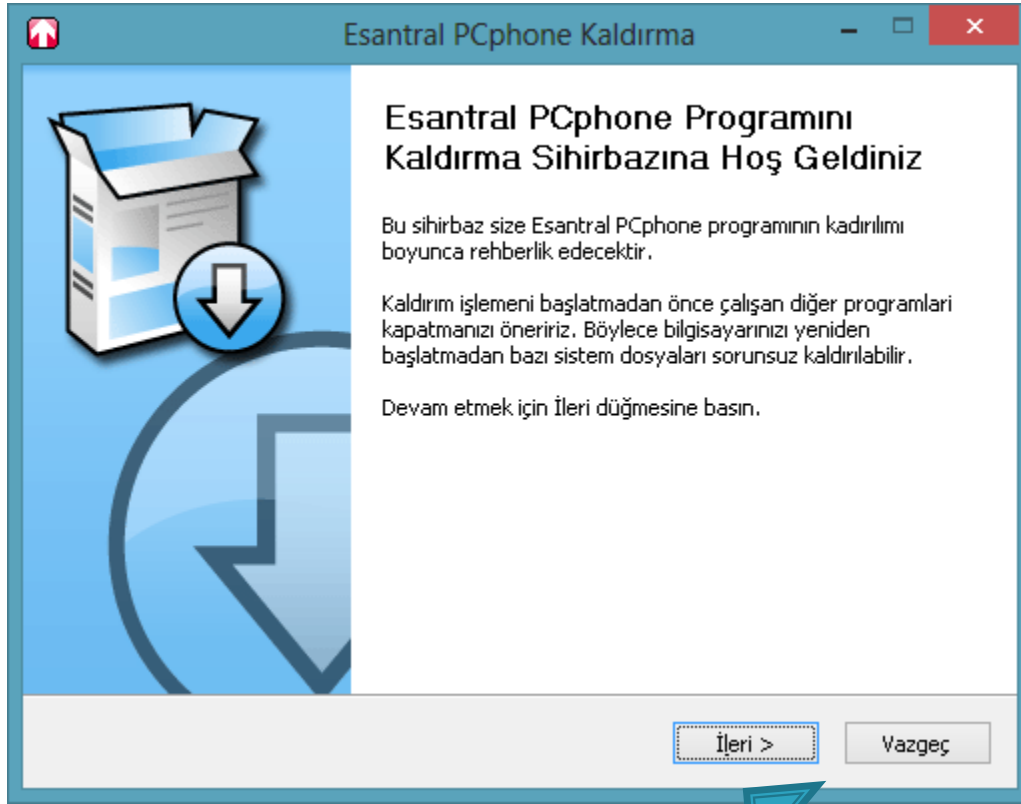 Esantral PCphone Kaldırma
Esantral PCphone Programını
Kaldırma Sihirbazına Hoş Geldiniz
Bu sihirbaz size Esantral PCphone programının kadırılımı
boyunca rehberlik edecektir.
Kaldırım işlemeni başlatmadan önce çalışan diğer programlari
kapatmanızı öneririz. Böylece bilgisayarınızı yeniden
başlatmadan bazı sistem dosyaları sorunsuz kaldırılabilir.
Devam etmek için İleri düğmesine basın.
İleri >
Vazgeç